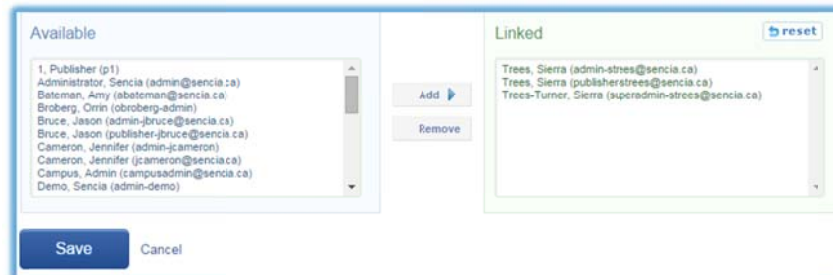 Available
1, Publisher (p1)
Administrator, Sencia (admin@sencia.ca)
Bateman, Amy (abateman@sencia.ca)
Broberg, Orrin (obroberg-admin)
Bruce, Jason (admin-jbruce@sencia.ca)
Bruce, Jason (publisher-jbruce@sencia.ca)
Cameron, Jennifer (admin-jcameron)
Cameron, Jennifer (jcameron@sencia.ca)
Campus, Admin (campusadmin@sencia.ca)
Demo, Sencia (admin-demo)
Add
Remove
Linked
reset
Trees, Sierra (admin-strees@sencia.ca)
Trees, Sierra (publisherstrees@sencia.ca)
Trees-Turner, Sierra (superadmin-strees@sencia.ca)
Save
Cancel